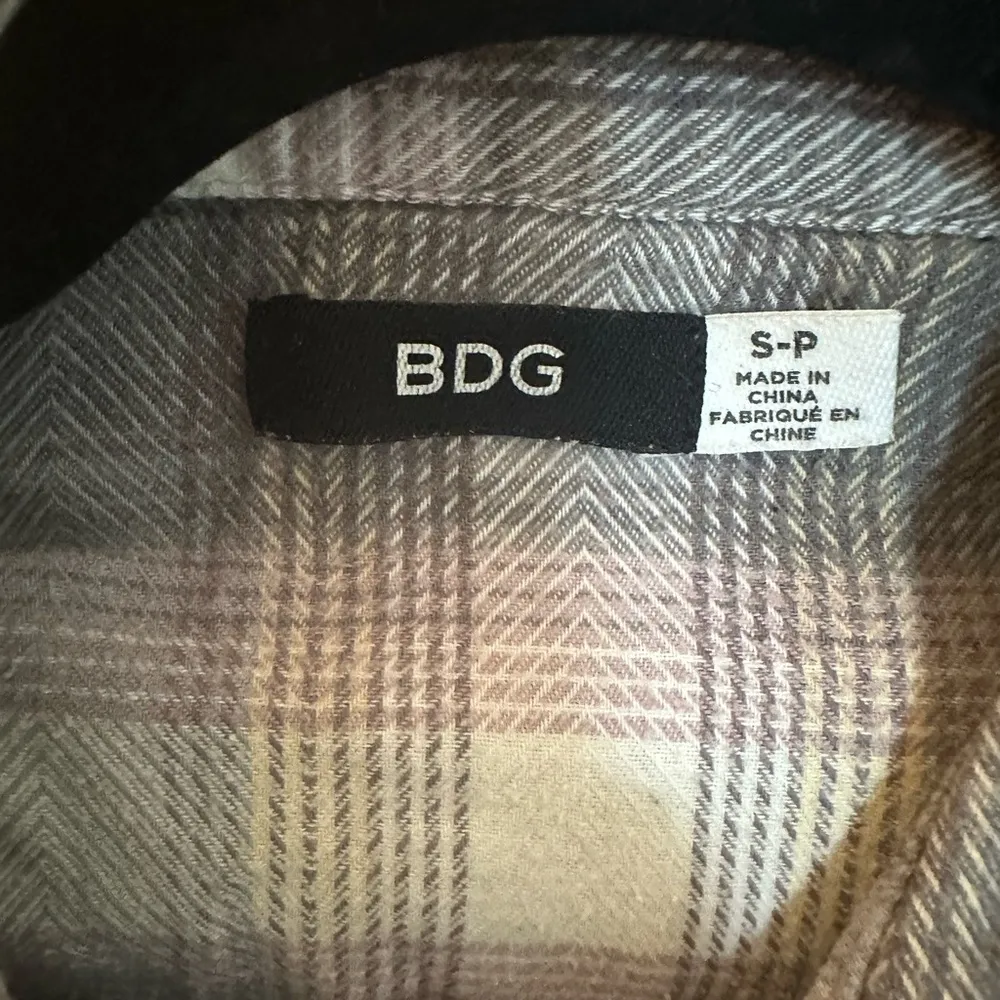 BDG
S-P
MADE IN
CHINA
FABRIQUÉ EN
CHINE